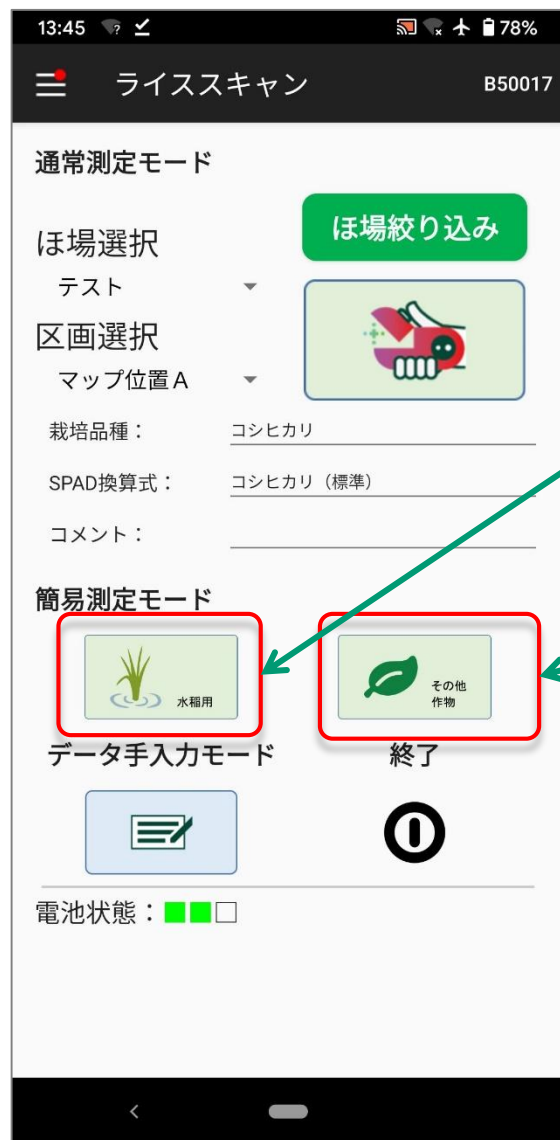 13:45 78%
ライススキャン B50017
通常測定モード
ほ場絞り込み
ほ場選択
テスト
区画選択
マップ位置A
栽培品種： コシヒカリ
SPAD換算式： コシヒカリ（標準）
コメント：
簡易測定モード
水稲用
その他
作物
データ手入力モード 終了
電池状態：